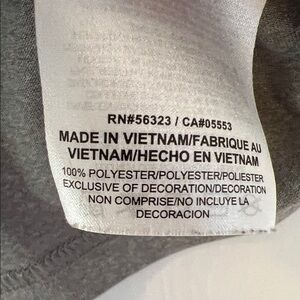 RN#56323 / CA#05553
MADE IN VIETNAM/FABRIQUE AU
VIETNAM/HECHO EN VIETNAM
100% POLYESTER/POLYESTER/POLIESTER
EXCLUSIVE OF DECORATION/DECORATION
NON COMPRISE/NO INCLUYE LA
DECORACION